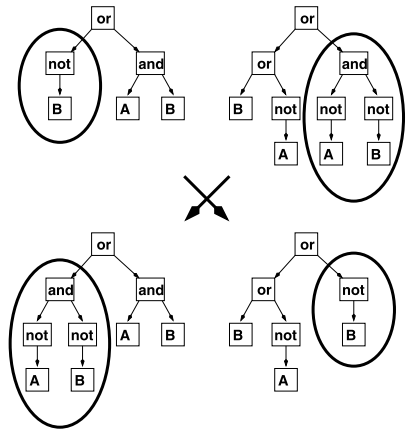 or or
not and or and
B A B B not not not
A A B
or or
and and or not
not not A B B not B
A B A